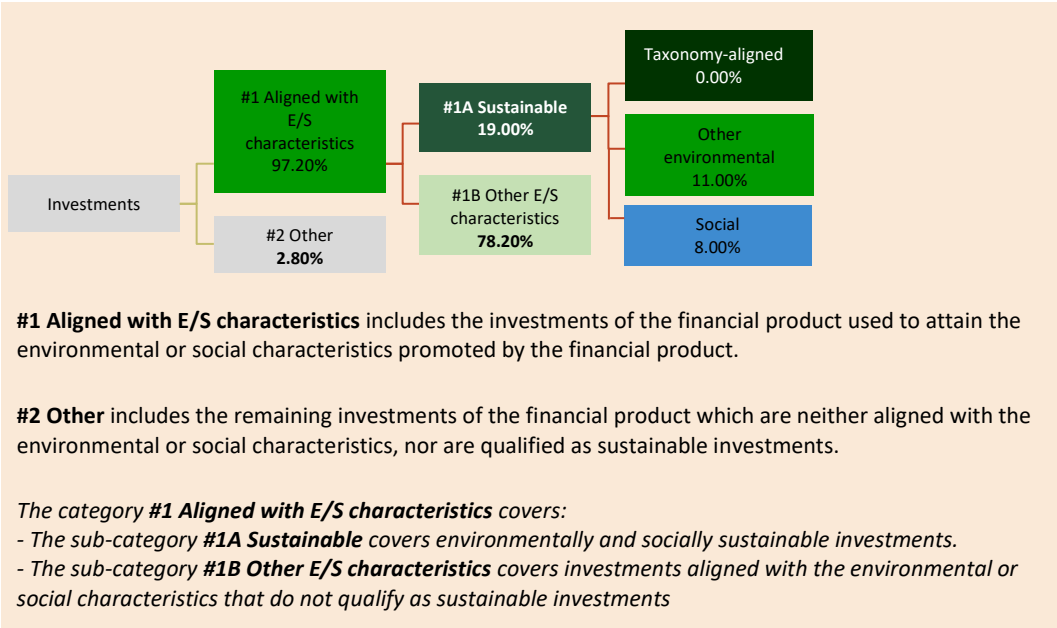 Investments
#1 Aligned with
E/S
characteristics
97.20%
#2 Other
2.80%
#1A Sustainable
19.00%
#1B Other E/S
characteristics
78.20%
Taxonomy-aligned
0.00%
Other
environmental
11.00%
Social
8.00%
#1 Aligned with E/S characteristics includes the investments of the financial product used to attain the
environmental or social characteristics promoted by the financial product.
#2 Other includes the remaining investments of the financial product which are neither aligned with the
environmental or social characteristics, nor are qualified as sustainable investments.
The category #1 Aligned with E/S characteristics covers:
- The sub-category #1A Sustainable covers environmentally and socially sustainable investments.
- The sub-category #1B Other E/S characteristics covers investments aligned with the environmental or
social characteristics that do not qualify as sustainable investments